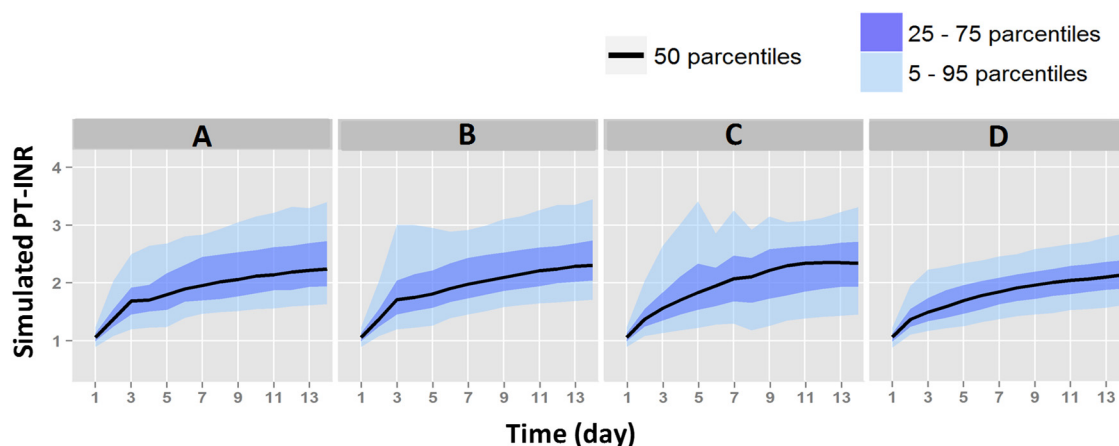 50 parcentiles
25 - 75 parcentiles
5 - 95 parcentiles
A B C D
Simulated PT-INR
4
3
2
1
1 3 5 7 9 11 13 1 3 5 7 9 11 13 1 3 5 7 9 11 13 1 3 5 7 9 11 13
Time (day)